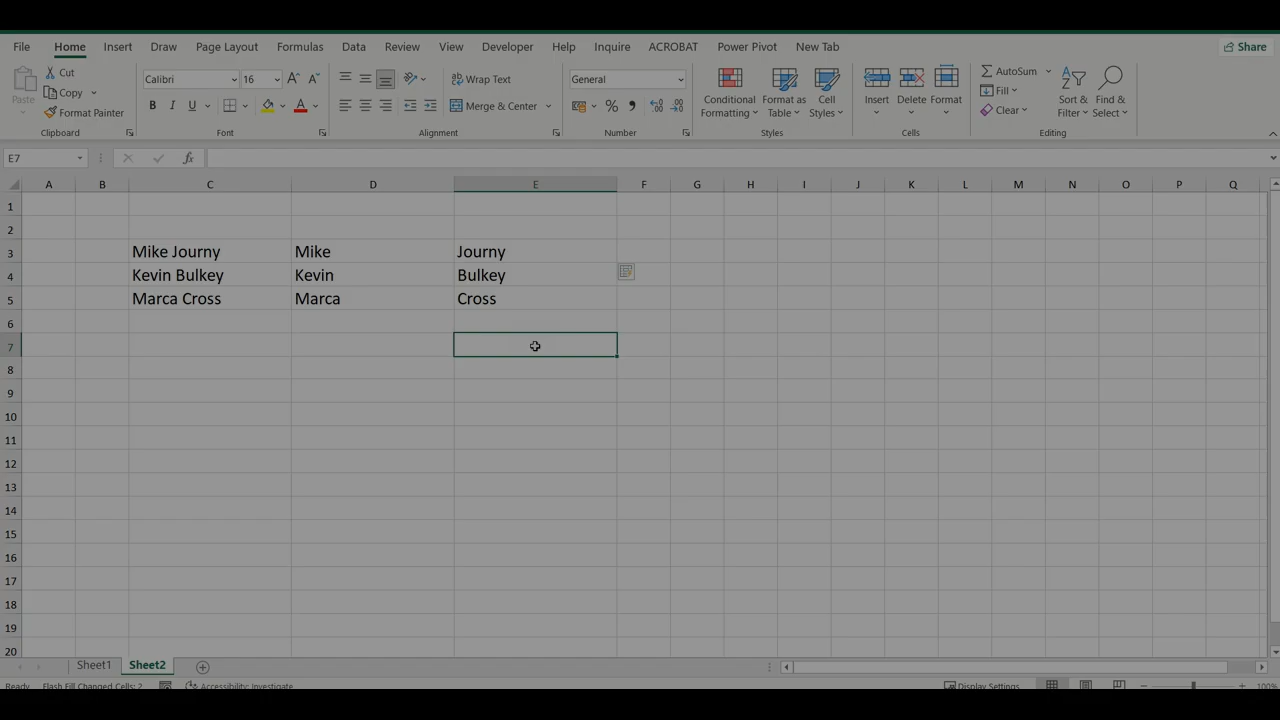 File Home Insert Draw Page Layout Formulas Data Review View Developer Help Inquire ACROBAT Power Pivot New Tab Share
Paste Cut Copy Format Painter
Calibri 16
B I U A
Wrap Text
Merge & Center
General
%
Conditional Formatting
Format as Table
Cell Styles
Insert Delete Format
AutoSum
Fill
Clear
Sort & Filter
Find & Select
Clipboard Font Alignment Number Styles Cells Editing
E7 fx
A B C D E F G H I J K L M N O P Q
1
2
3 Mike Journy Mike Journy
4 Kevin Bulkey Kevin Bulkey
5 Marca Cross Marca Cross
6
7
8
9
10
11
12
13
14
15
16
17
18
19
20
Sheet1 Sheet2
Ready Flash Fill Changed Cells: 2 Accessibility: Investigate Display Settings 100%